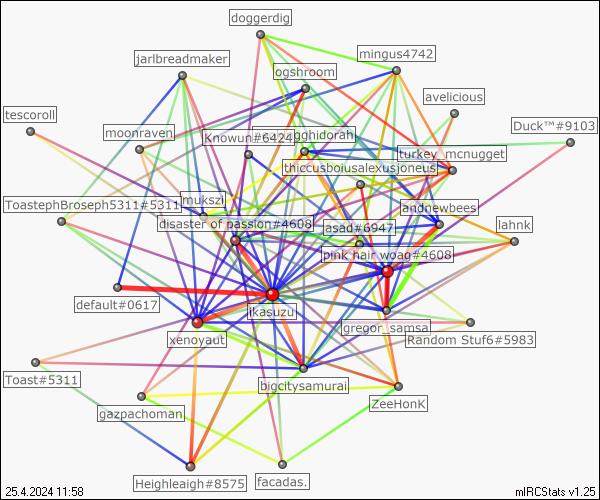 doggerdig
mingus4742
jarlbreadmaker
ogshroom
avelicious
tescoroll
Duck™#9103
moonraven
Knowun#6424
gghidorah
turkey_mcnugget
thiccusboiusalexusjoneus
mukszi
ToastephBroseph5311#5311
andnewbees
disaster of passion#4608
asad#6947
lahnk
pink hair woag#4608
default#0617
ikasuzu
gregor_samsa
xenoyaut
Random Stuf6#5983
Toast#5311
bigcitysamurai
ZeeHonK
gazpachoman
Heighleaigh#8575
facadas.
25.4.2024 11:58
mIRCStats v1.25